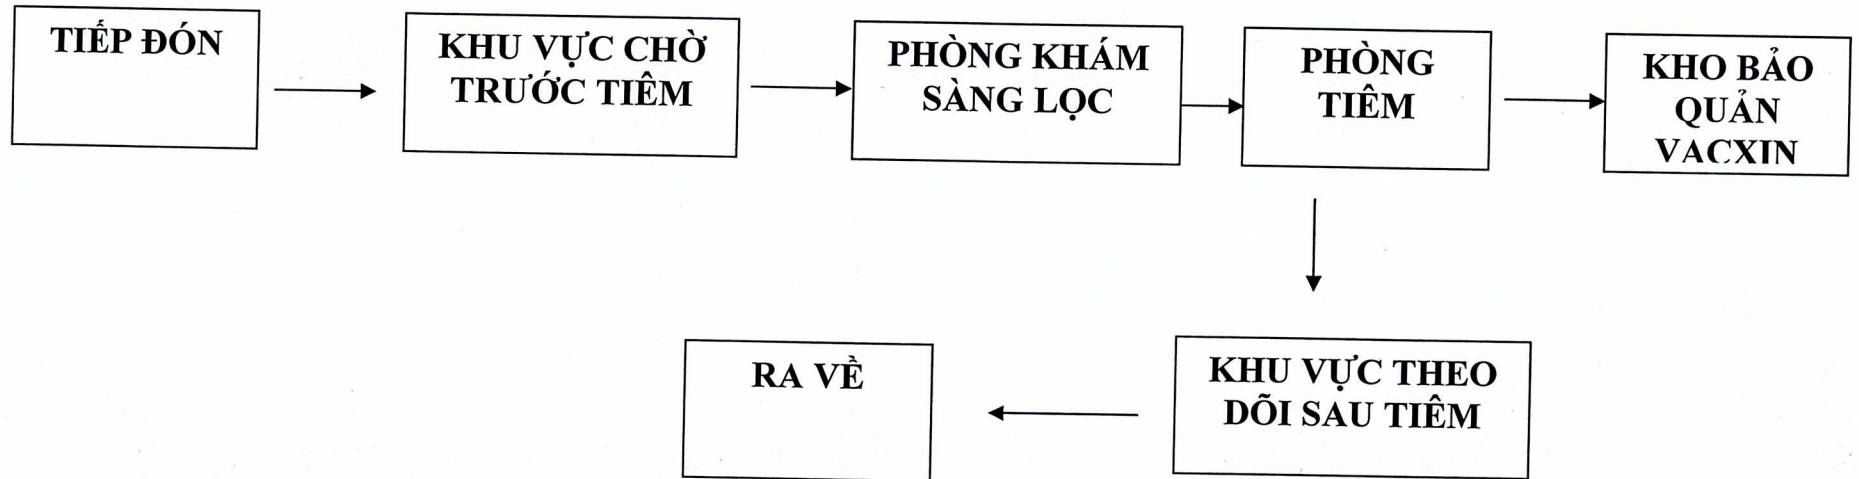 TIẾP ĐÓN
KHU VỰC CHỜ
TRƯỚC TIÊM
PHÒNG KHÁM
SÀNG LỌC
PHÒNG
TIÊM
KHO BẢO
QUẢN
VACXIN
RA VỀ
KHU VỰC THEO
DÕI SAU TIÊM